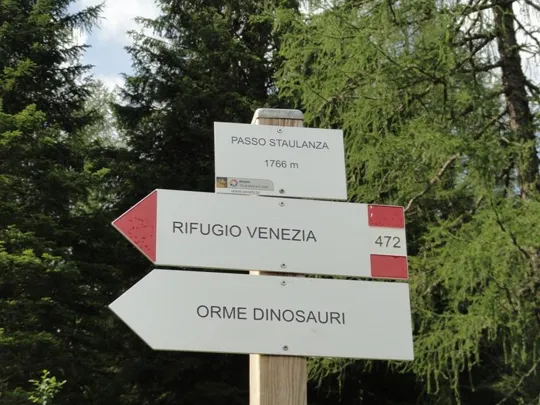 PASSO STAULANZA
1766 m
RIFUGIO VENEZIA
472
ORME DINOSAURI